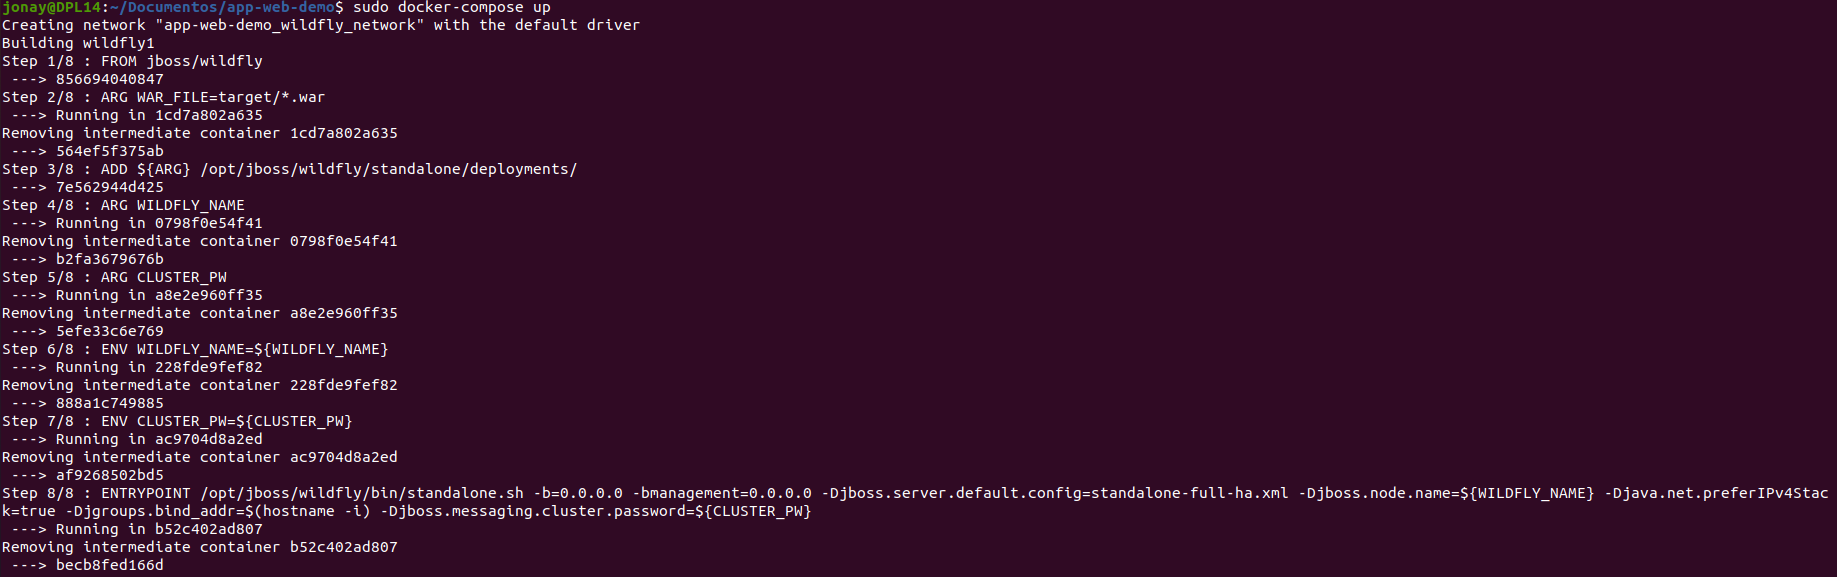 jonay@DPL14:~/Documentos/app-web-demo$ sudo docker-compose up
Creating network "app-web-demo_wildfly_network" with the default driver
Building wildfly1
Step 1/8 : FROM jboss/wildfly
 ---> 856694040847
Step 2/8 : ARG WAR_FILE=target/*.war
 ---> Running in 1cd7a802a635
Removing intermediate container 1cd7a802a635
 ---> 564ef5f375ab
Step 3/8 : ADD ${ARG} /opt/jboss/wildfly/standalone/deployments/
 ---> 7e562944d425
Step 4/8 : ARG WILDFLY_NAME
 ---> Running in 0798f0e54f41
Removing intermediate container 0798f0e54f41
 ---> b2fa3679676b
Step 5/8 : ARG CLUSTER_PW
 ---> Running in a8e2e960ff35
Removing intermediate container a8e2e960ff35
 ---> 5efe33c6e769
Step 6/8 : ENV WILDFLY_NAME=${WILDFLY_NAME}
 ---> Running in 228fde9fef82
Removing intermediate container 228fde9fef82
 ---> 888a1c749885
Step 7/8 : ENV CLUSTER_PW=${CLUSTER_PW}
 ---> Running in ac9704d8a2ed
Removing intermediate container ac9704d8a2ed
 ---> af9268502bd5
Step 8/8 : ENTRYPOINT /opt/jboss/wildfly/bin/standalone.sh -b=0.0.0.0 -bmanagement=0.0.0.0 -Djboss.server.default.config=standalone-full-ha.xml -Djboss.node.name=${WILDFLY_NAME} -Djava.net.preferIPv4Stac
k=true -Djgroups.bind_addr=$(hostname -i) -Djboss.messaging.cluster.password=${CLUSTER_PW}
 ---> Running in b52c402ad807
Removing intermediate container b52c402ad807
 ---> becb8fed166d